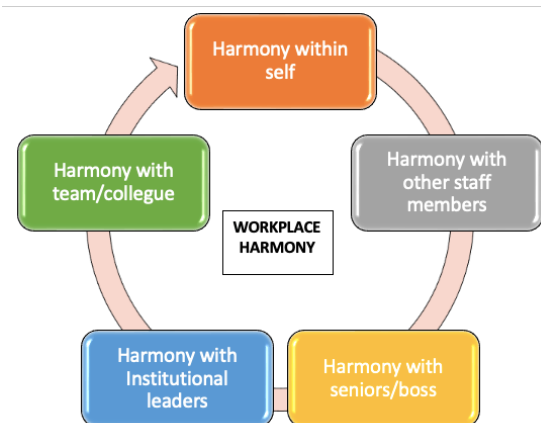 Harmony within
self
Harmony with
other staff
members
Harmony with
seniors/boss
Harmony with
Institutional
leaders
Harmony with
team/collegue
WORKPLACE
HARMONY